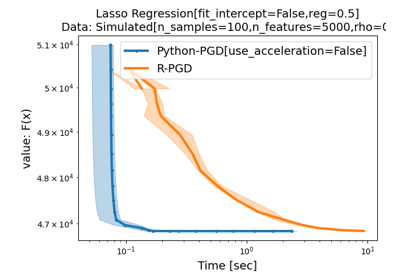 Lasso Regression[fit_intercept=False,reg=0.5]
Data: Simulated[n_samples=100,n_features=5000,rho=0
Python-PGD[use_acceleration=False]
R-PGD
value: F(x)
5.1 × 10⁴
5 × 10⁴
4.9 × 10⁴
4.8 × 10⁴
4.7 × 10⁴
10⁻¹
10⁰
10¹
Time [sec]